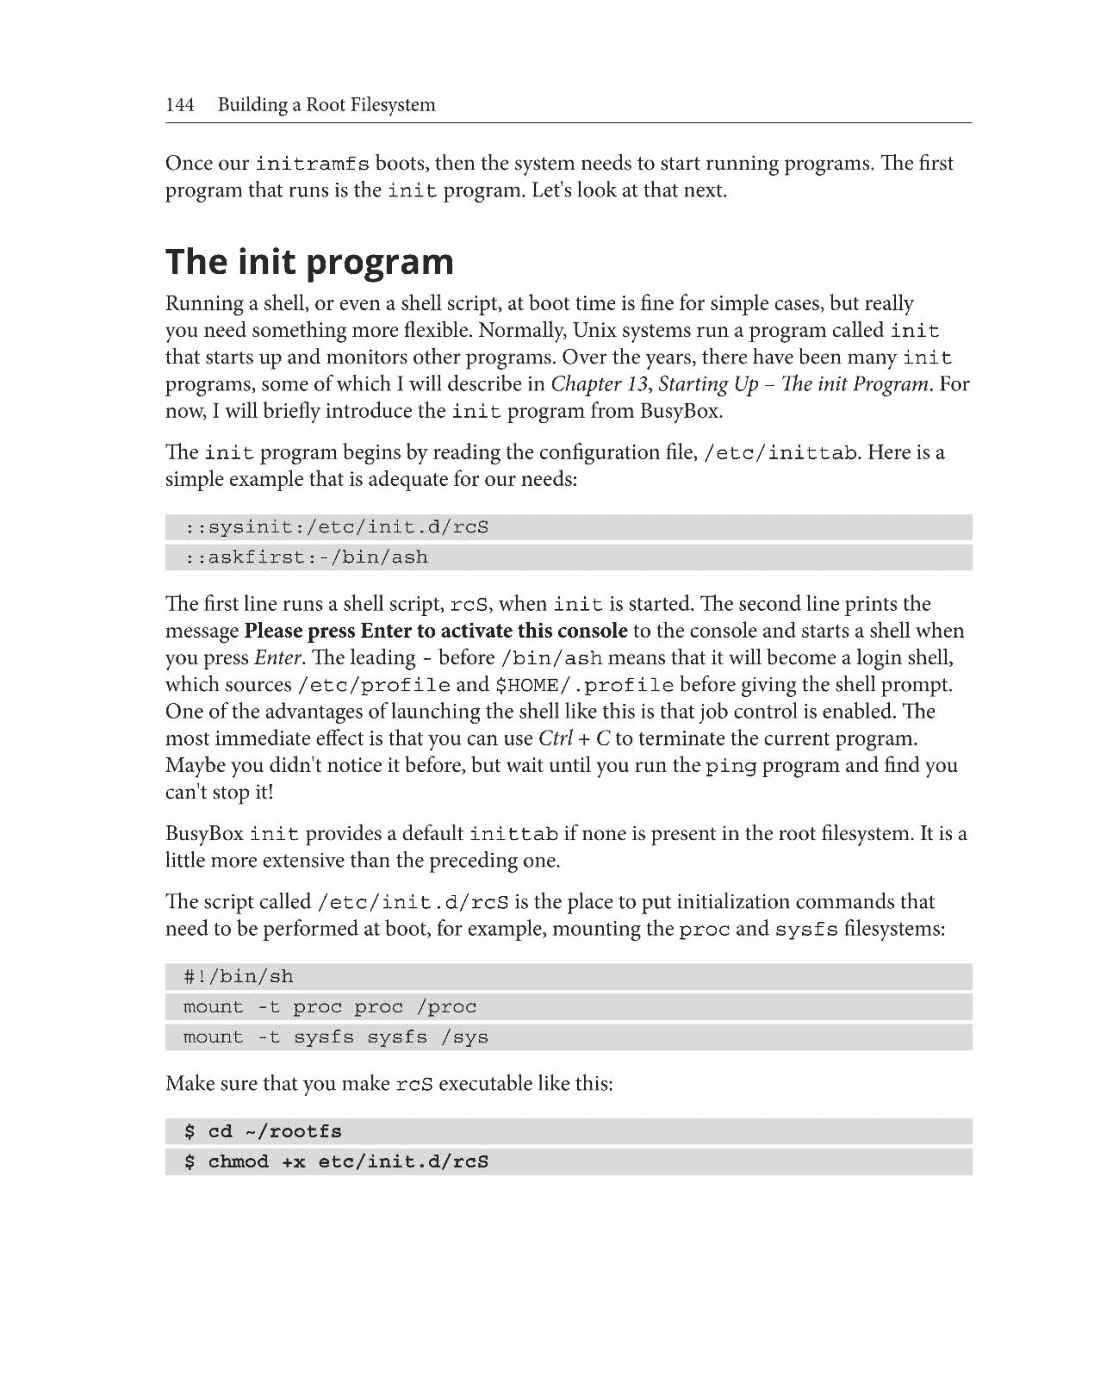 144 Building a Root Filesystem
Once our initramfs boots, then the system needs to start running programs. The first
program that runs is the init program. Let's look at that next.
The init program
Running a shell, or even a shell script, at boot time is fine for simple cases, but really
you need something more flexible. Normally, Unix systems run a program called init
that starts up and monitors other programs. Over the years, there have been many init
programs, some of which I will describe in Chapter 13, Starting Up – The init Program. For
now, I will briefly introduce the init program from BusyBox.
The init program begins by reading the configuration file, /etc/inittab. Here is a
simple example that is adequate for our needs:
::sysinit:/etc/init.d/rcS
::askfirst:-/bin/ash
The first line runs a shell script, rcS, when init is started. The second line prints the
message Please press Enter to activate this console to the console and starts a shell when
you press Enter. The leading - before /bin/ash means that it will become a login shell,
which sources /etc/profile and $HOME/.profile before giving the shell prompt.
One of the advantages of launching the shell like this is that job control is enabled. The
most immediate effect is that you can use Ctrl + C to terminate the current program.
Maybe you didn't notice it before, but wait until you run the ping program and find you
can't stop it!
BusyBox init provides a default inittab if none is present in the root filesystem. It is a
little more extensive than the preceding one.
The script called /etc/init.d/rcS is the place to put initialization commands that
need to be performed at boot, for example, mounting the proc and sysfs filesystems:
#!/bin/sh
mount -t proc proc /proc
mount -t sysfs sysfs /sys
Make sure that you make rcS executable like this:
$ cd ~/rootfs
$ chmod +x etc/init.d/rcS